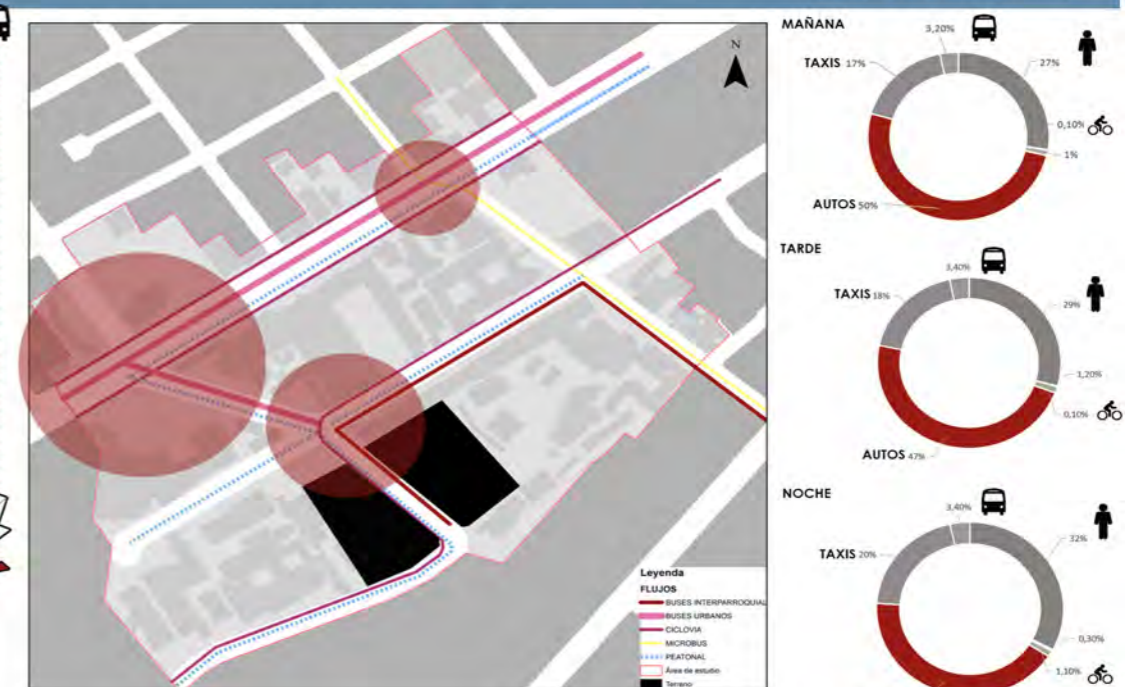 N
Leyenda
FLUJOS
BUSES INTERPARROQUIAL
BUSES URBANOS
CICLOVIA
MICROBUS
PEATONAL
Área de estudio
Terreno
MAÑANA
3,20%
TAXIS 17%
27%
0,10%
1%
AUTOS 50%
TARDE
3,40%
TAXIS 18%
29%
1,20%
0,10%
AUTOS 47%
NOCHE
3,40%
TAXIS 20%
32%
0,30%
1,10%